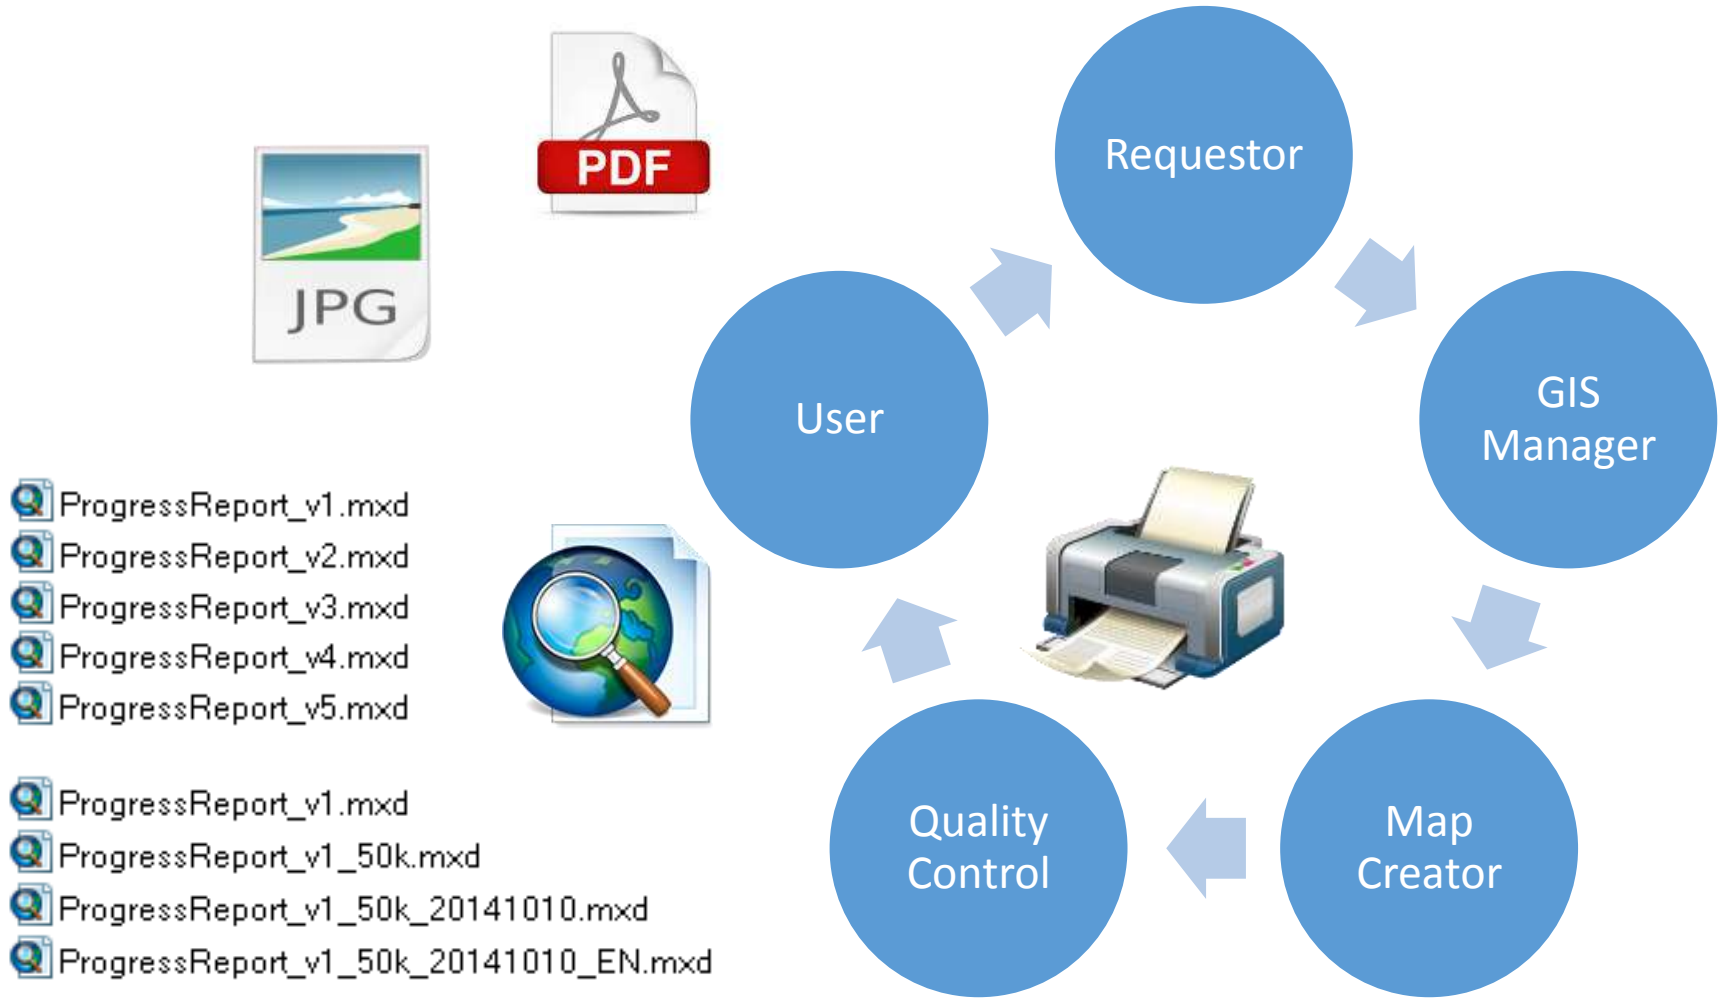 PDF
JPG
ProgressReport_v1.mxd
ProgressReport_v2.mxd
ProgressReport_v3.mxd
ProgressReport_v4.mxd
ProgressReport_v5.mxd
ProgressReport_v1.mxd
ProgressReport_v1_50k.mxd
ProgressReport_v1_50k_20141010.mxd
ProgressReport_v1_50k_20141010_EN.mxd
Requestor
GIS
Manager
Map
Creator
Quality
Control
User